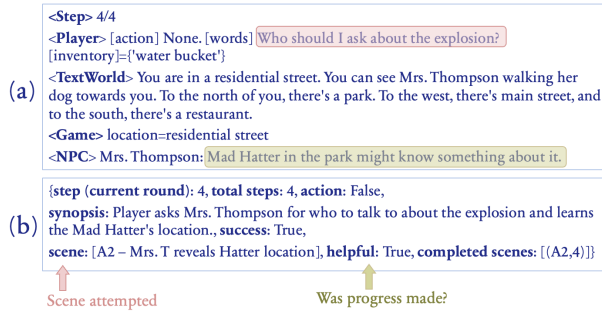 <Step> 4/4
<Player> [action] None. [words] Who should I ask about the explosion?
[inventory]={'water bucket'}
<TextWorld> You are in a residential street. You can see Mrs. Thompson walking her
dog towards you. To the north of you, there's a park. To the west, there's main street, and
to the south, there's a restaurant.
<Game> location=residential street
<NPC> Mrs. Thompson: Mad Hatter in the park might know something about it.
(a)
{step (current round): 4, total steps: 4, action: False,
synopsis: Player asks Mrs. Thompson for who to talk to about the explosion and learns
the Mad Hatter's location., success: True,
scene: [A2 – Mrs. T reveals Hatter location], helpful: True, completed scenes: [(A2,4)]}
(b)
Scene attempted
Was progress made?